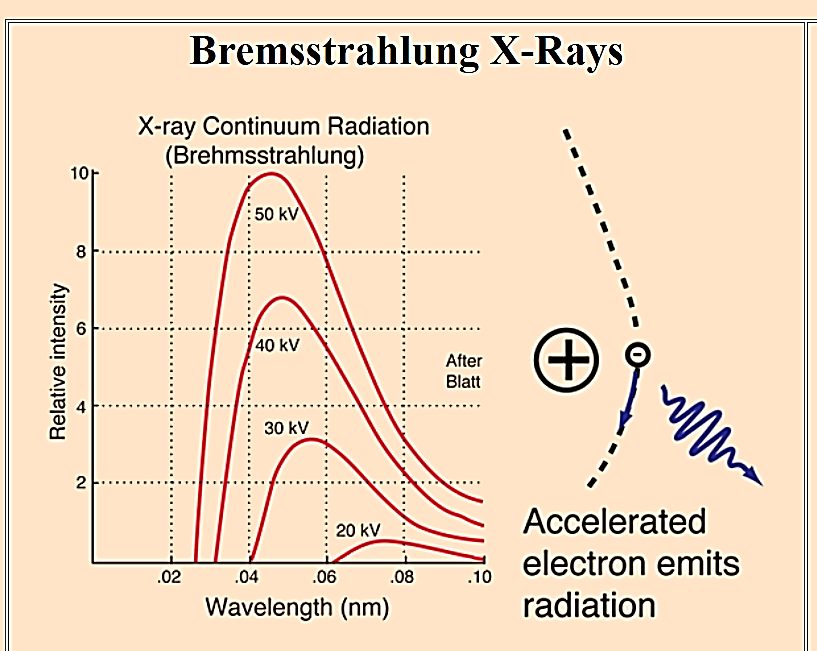 Bremsstrahlung X-Rays
X-ray Continuum Radiation
(Brehmsstrahlung)
10
8
6
4
2
Relative intensity
50 kV
40 kV
30 kV
20 kV
After
Blatt
.02
.04
.06
.08
.10
Wavelength (nm)
+
-
Accelerated
electron emits
radiation